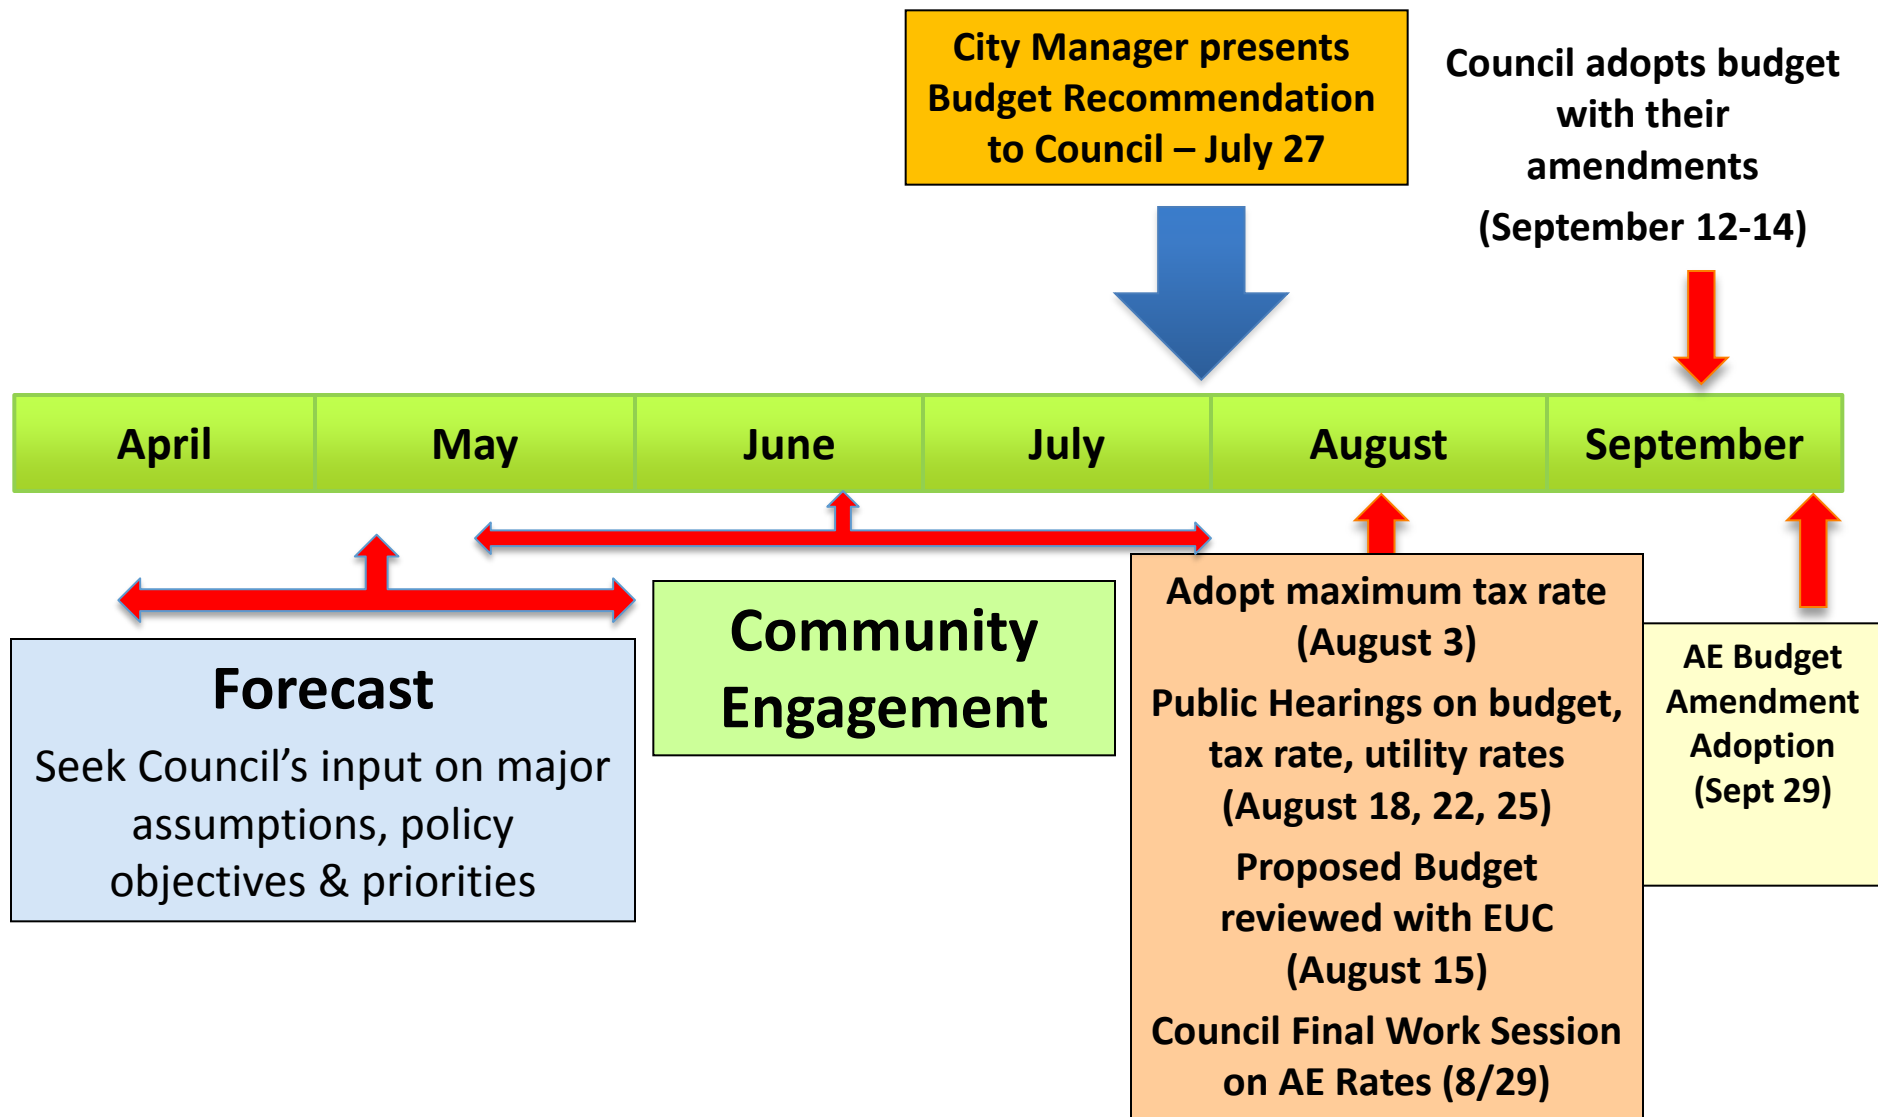 City Manager presents
Budget Recommendation
to Council – July 27
Council adopts budget
with their
amendments
(September 12-14)
April
May
June
July
August
September
Forecast
Seek Council’s input on major
assumptions, policy
objectives & priorities
Community
Engagement
Adopt maximum tax rate
(August 3)
Public Hearings on budget,
tax rate, utility rates
(August 18, 22, 25)
Proposed Budget
reviewed with EUC
(August 15)
Council Final Work Session
on AE Rates (8/29)
AE Budget
Amendment
Adoption
(Sept 29)